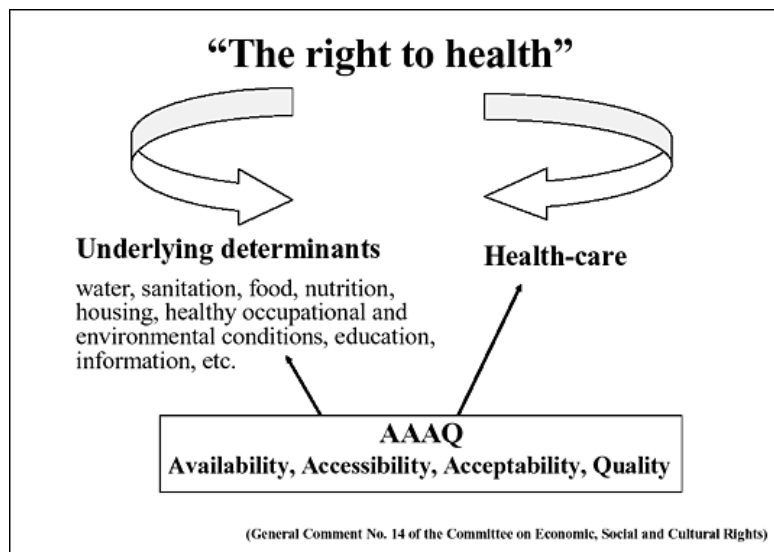 “The right to health”
Underlying determinants
water, sanitation, food, nutrition,
housing, healthy occupational and
environmental conditions, education,
information, etc.
Health-care
AAAQ
Availability, Accessibility, Acceptability, Quality
(General Comment No. 14 of the Committee on Economic, Social and Cultural Rights)